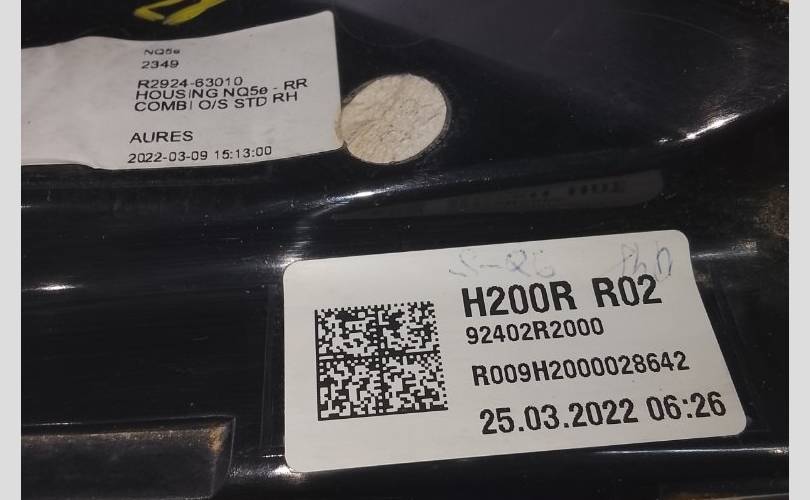 NQ5e
2349
R2924-63010
HOUSING NQ5e - RR
COMBI O/S STD RH
AURES
2022-03-09 15:13:00
H200R R02
92402R2000
R009H2000028642
25.03.2022 06:26